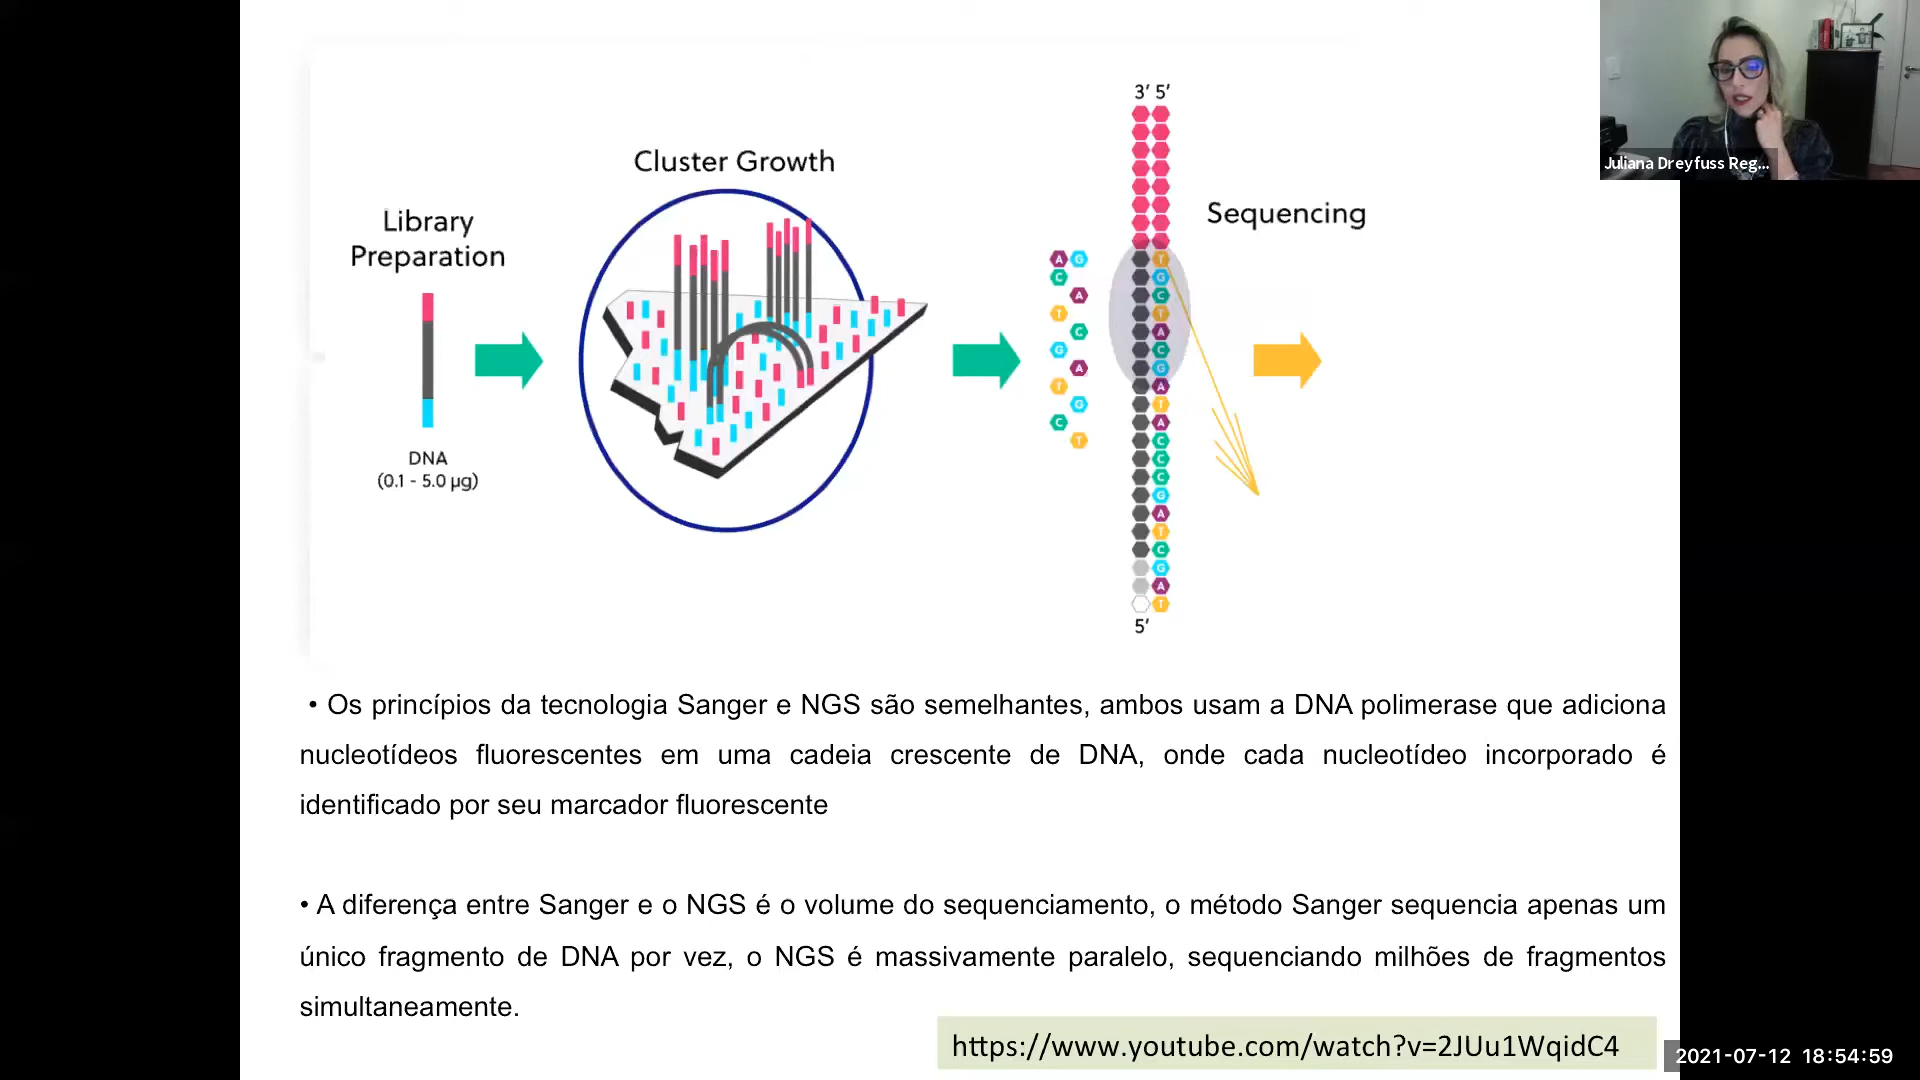 Juliana Dreyfuss Reg...
Library
Preparation
DNA
(0.1 - 5.0 µg)
Cluster Growth
3′ 5′
Sequencing
A G
C
A
T
C
G
A
T
G
C
T
T
G
C
T
A
C
G
A
T
A
C
C
C
G
A
T
C
G
A
T
5′
• Os princípios da tecnologia Sanger e NGS são semelhantes, ambos usam a DNA polimerase que adiciona
nucleotídeos fluorescentes em uma cadeia crescente de DNA, onde cada nucleotídeo incorporado é
identificado por seu marcador fluorescente
• A diferença entre Sanger e o NGS é o volume do sequenciamento, o método Sanger sequencia apenas um
único fragmento de DNA por vez, o NGS é massivamente paralelo, sequenciando milhões de fragmentos
simultaneamente.
https://www.youtube.com/watch?v=2JUu1WqidC4
2021-07-12 18:54:59